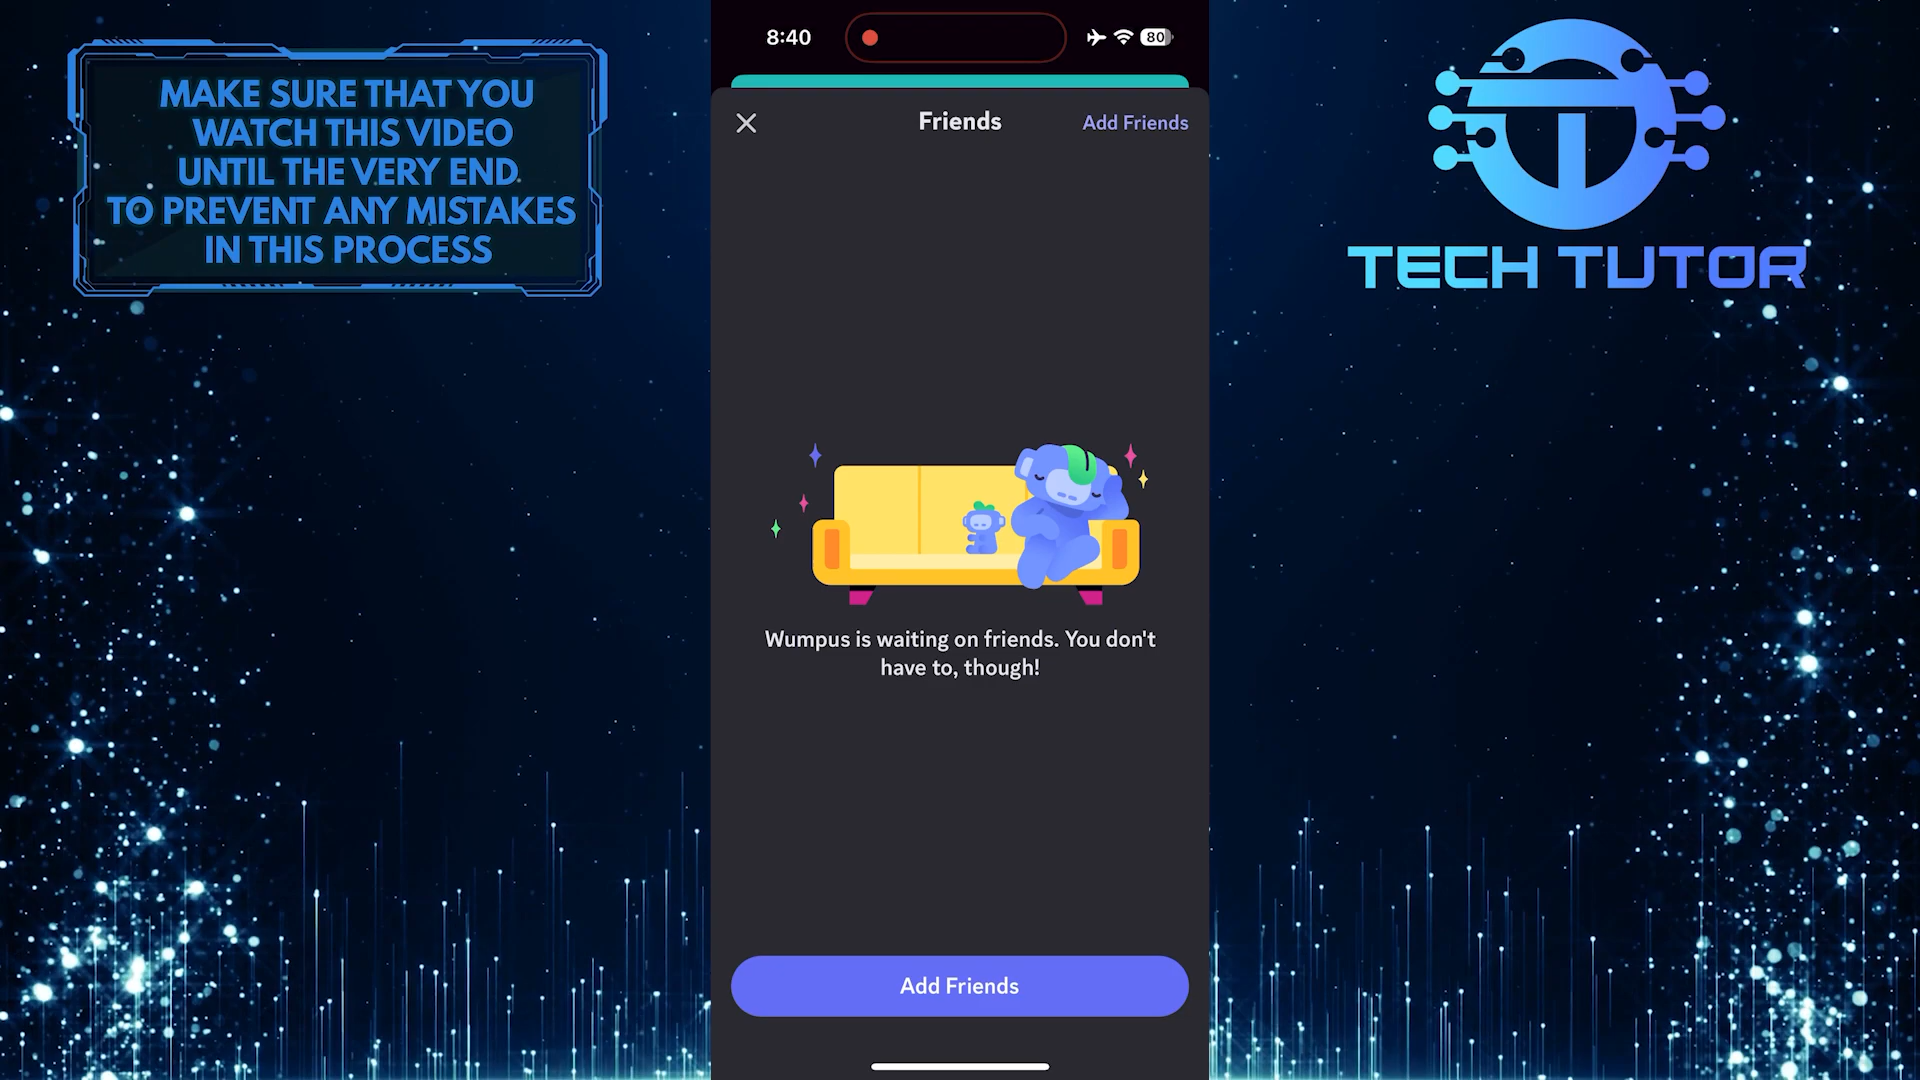 MAKE SURE THAT YOU
WATCH THIS VIDEO
UNTIL THE VERY END
TO PREVENT ANY MISTAKES
IN THIS PROCESS
8:40
80
Friends
Add Friends
Wumpus is waiting on friends. You don't
have to, though!
Add Friends
TECH TUTOR